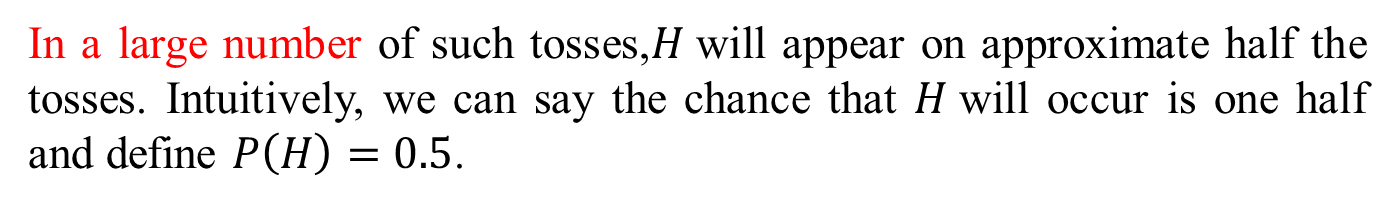 In a large number of such tosses,H will appear on approximate half the
tosses. Intuitively, we can say the chance that H will occur is one half
and define P(H) = 0.5.